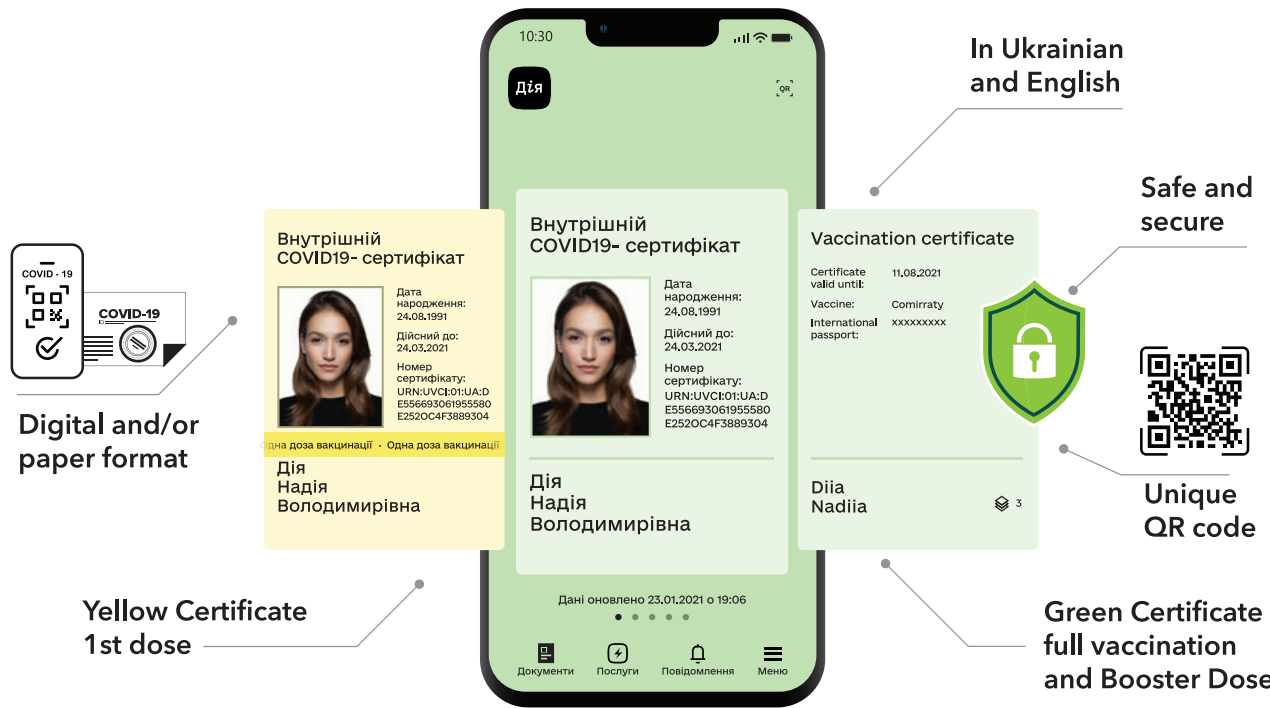 10:30
Дія
QR
In Ukrainian
and English
Safe and
secure
COVID - 19
COVID-19
Digital and/or
paper format
Внутрішній
COVID19- сертифікат
Дата
народження:
24.08.1991
Дійсний до:
24.03.2021
Номер
сертифікату:
URN:UVCI:01:UA:D
E556693061955580
E252OC4F3889304
Одна доза вакцинації · Одна доза вакцинації
Дія
Надія
Володимирівна
Внутрішній
COVID19- сертифікат
Дата
народження:
24.08.1991
Дійсний до:
24.03.2021
Номер
сертифікату:
URN:UVCI:01:UA:D
E556693061955580
E252OC4F3889304
Дія
Надія
Володимирівна
Vaccination certificate
Certificate valid until: 11.08.2021
Vaccine: Comirraty
International passport: xxxxxxxxx
Diia
Nadiia
3
Unique
QR code
Yellow Certificate
1st dose
Дані оновлено 23.01.2021 о 19:06
Документи Послуги Повідомлення Меню
Green Certificate
full vaccination
and Booster Dose